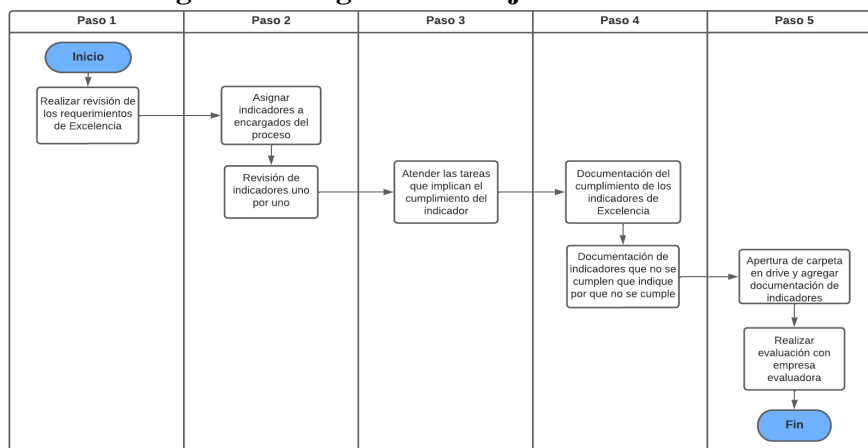 Paso 1
Paso 2
Paso 3
Paso 4
Paso 5
Inicio
Realizar revisión de
los requerimientos
de Excelencia
Asignar
indicadores a
encargados del
proceso
Revisión de
indicadores uno
por uno
Atender las tareas
que implican el
cumplimiento del
indicador
Documentación del
cumplimiento de los
indicadores de
Excelencia
Documentación de
indicadores que no se
cumplen que indique
por que no se cumple
Apertura de carpeta
en drive y agregar
documentación de
indicadores
Realizar
evaluación con
empresa
evaluadora
Fin